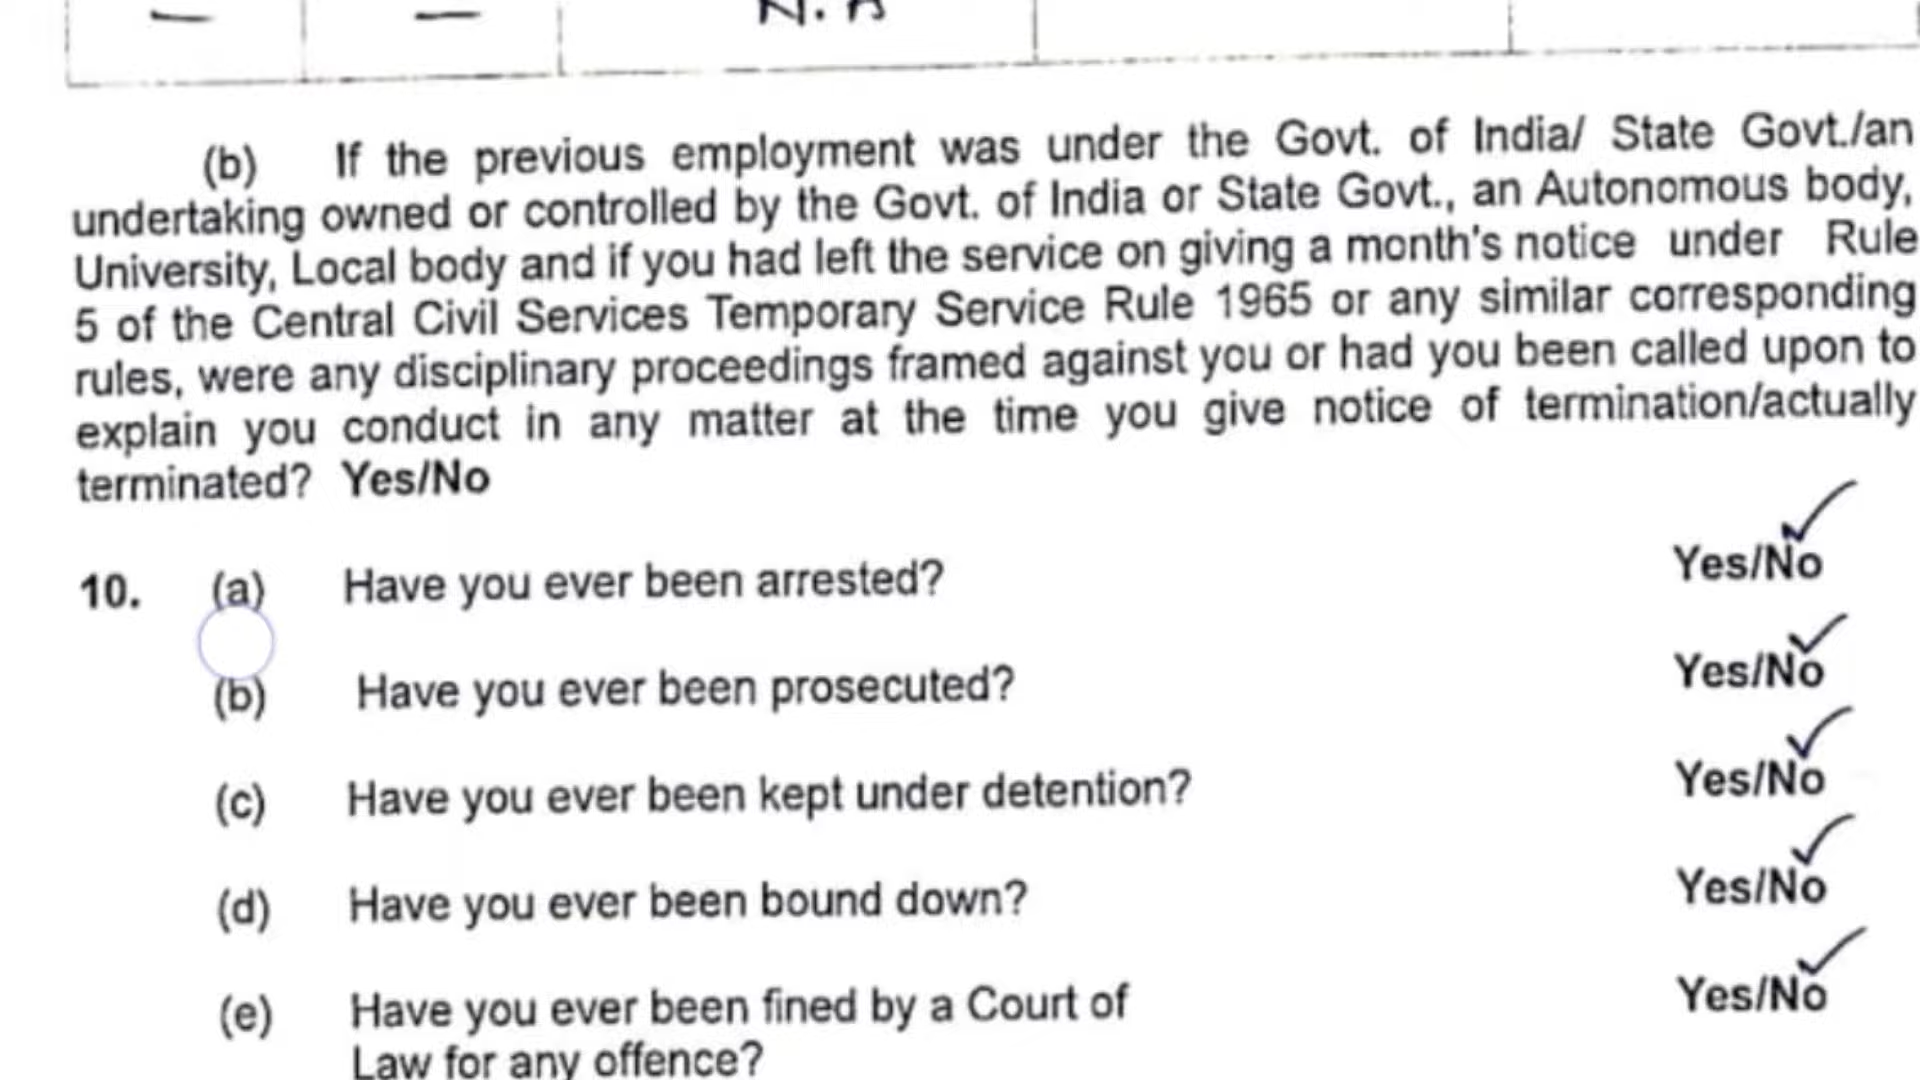 — — N. A
(b) If the previous employment was under the Govt. of India/ State Govt./an
undertaking owned or controlled by the Govt. of India or State Govt., an Autonomous body,
University, Local body and if you had left the service on giving a month's notice under Rule
5 of the Central Civil Services Temporary Service Rule 1965 or any similar corresponding
rules, were any disciplinary proceedings framed against you or had you been called upon to
explain you conduct in any matter at the time you give notice of termination/actually
terminated? Yes/No
10. (a) Have you ever been arrested? Yes/No ✓
(b) Have you ever been prosecuted? Yes/No ✓
(c) Have you ever been kept under detention? Yes/No ✓
(d) Have you ever been bound down? Yes/No ✓
(e) Have you ever been fined by a Court of Yes/No ✓
Law for any offence?